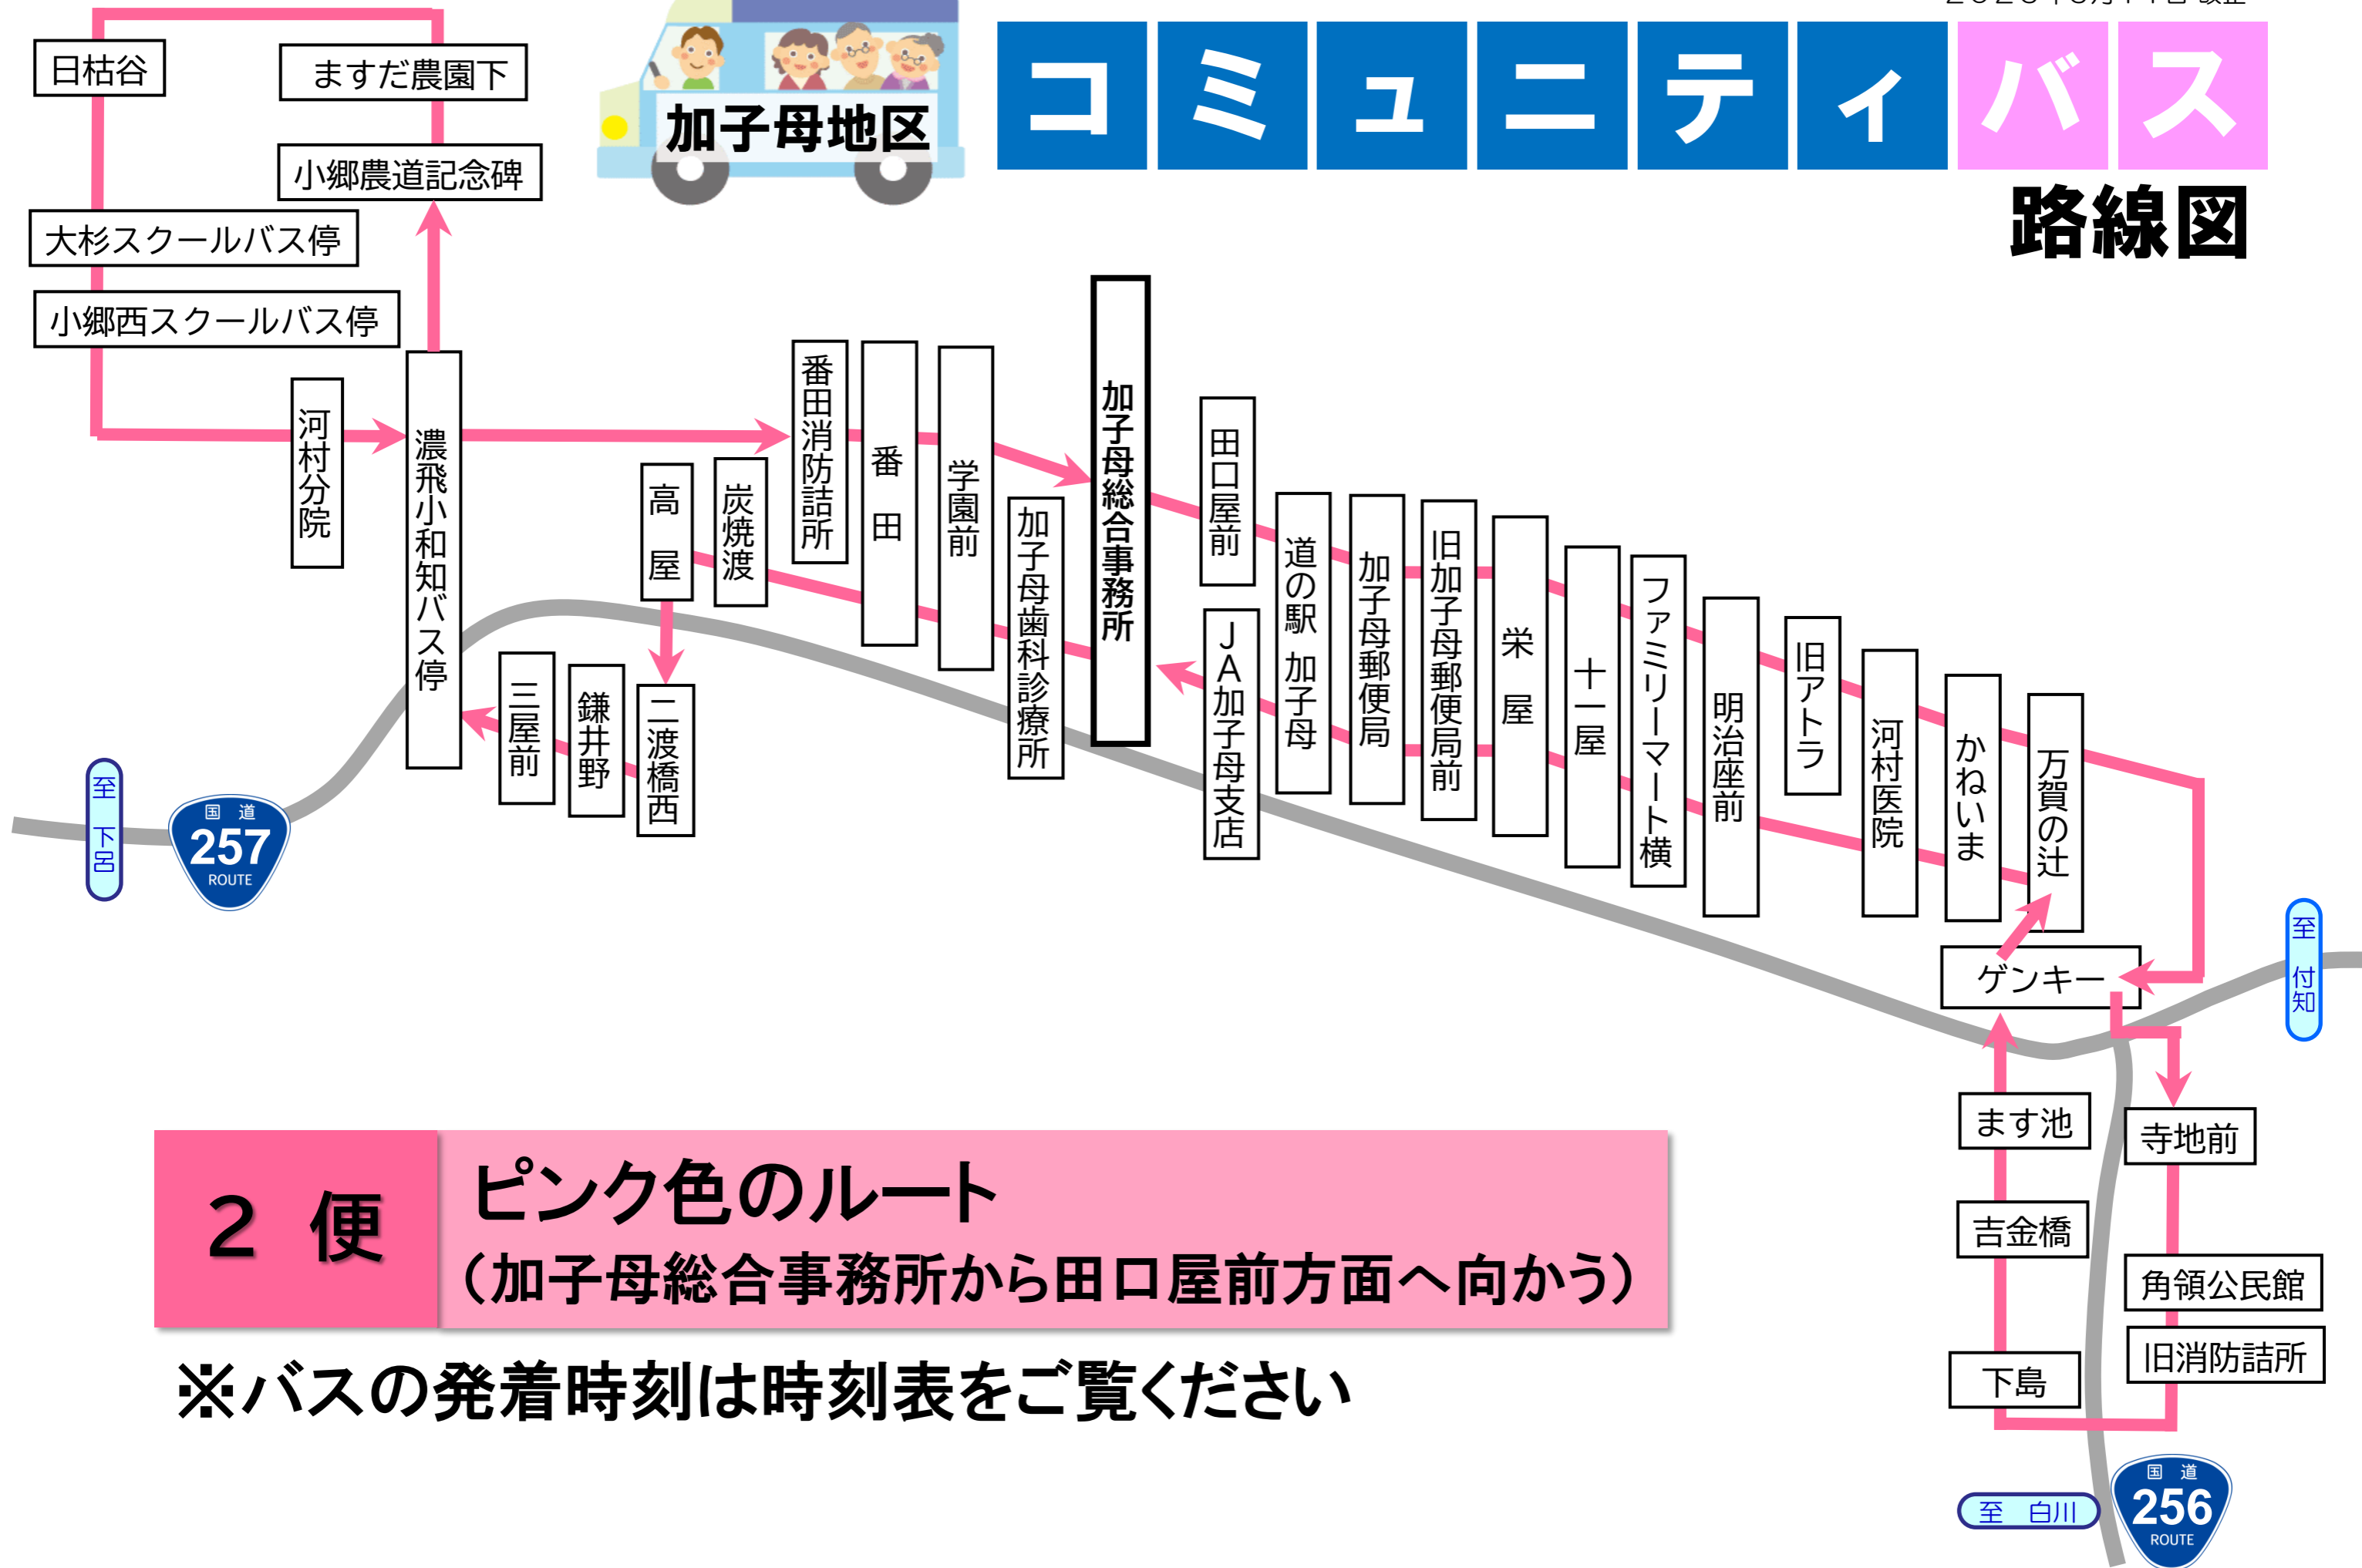 加子母地区
コミュニティバス
路線図
日枯谷
ますだ農園下
小郷農道記念碑
大杉スクールバス停
小郷西スクールバス停
河村分院
濃飛小和知バス停
高屋
炭焼渡
番田消防詰所
番田
学園前
加子母歯科診療所
加子母総合事務所
田口屋前
JA加子母支店
道の駅 加子母
加子母郵便局
旧加子母郵便局前
栄屋
十一屋
ファミリーマート横
明治座前
旧アトラ
河村医院
かねいま
万賀の辻
三屋前
鎌井野
二渡橋西
至 下呂
国道
257
ROUTE
至 付知
ゲンキー
ます池
寺地前
吉金橋
角領公民館
旧消防詰所
下島
2 便
ピンク色のルート
(加子母総合事務所から田口屋前方面へ向かう)
※バスの発着時刻は時刻表をご覧ください
至 白川
国道
256
ROUTE